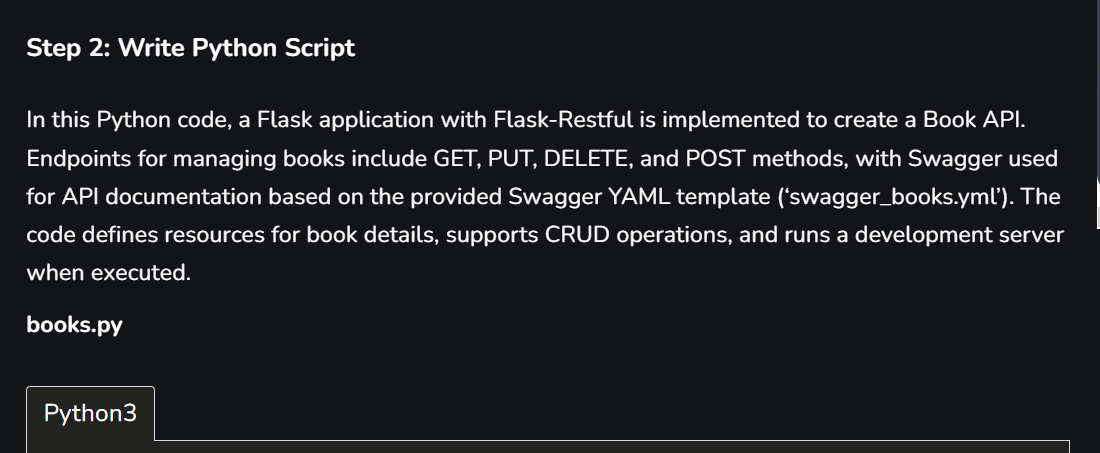 Step 2: Write Python Script
In this Python code, a Flask application with Flask-Restful is implemented to create a Book API.
Endpoints for managing books include GET, PUT, DELETE, and POST methods, with Swagger used
for API documentation based on the provided Swagger YAML template (‘swagger_books.yml’). The
code defines resources for book details, supports CRUD operations, and runs a development server
when executed.
books.py
Python3